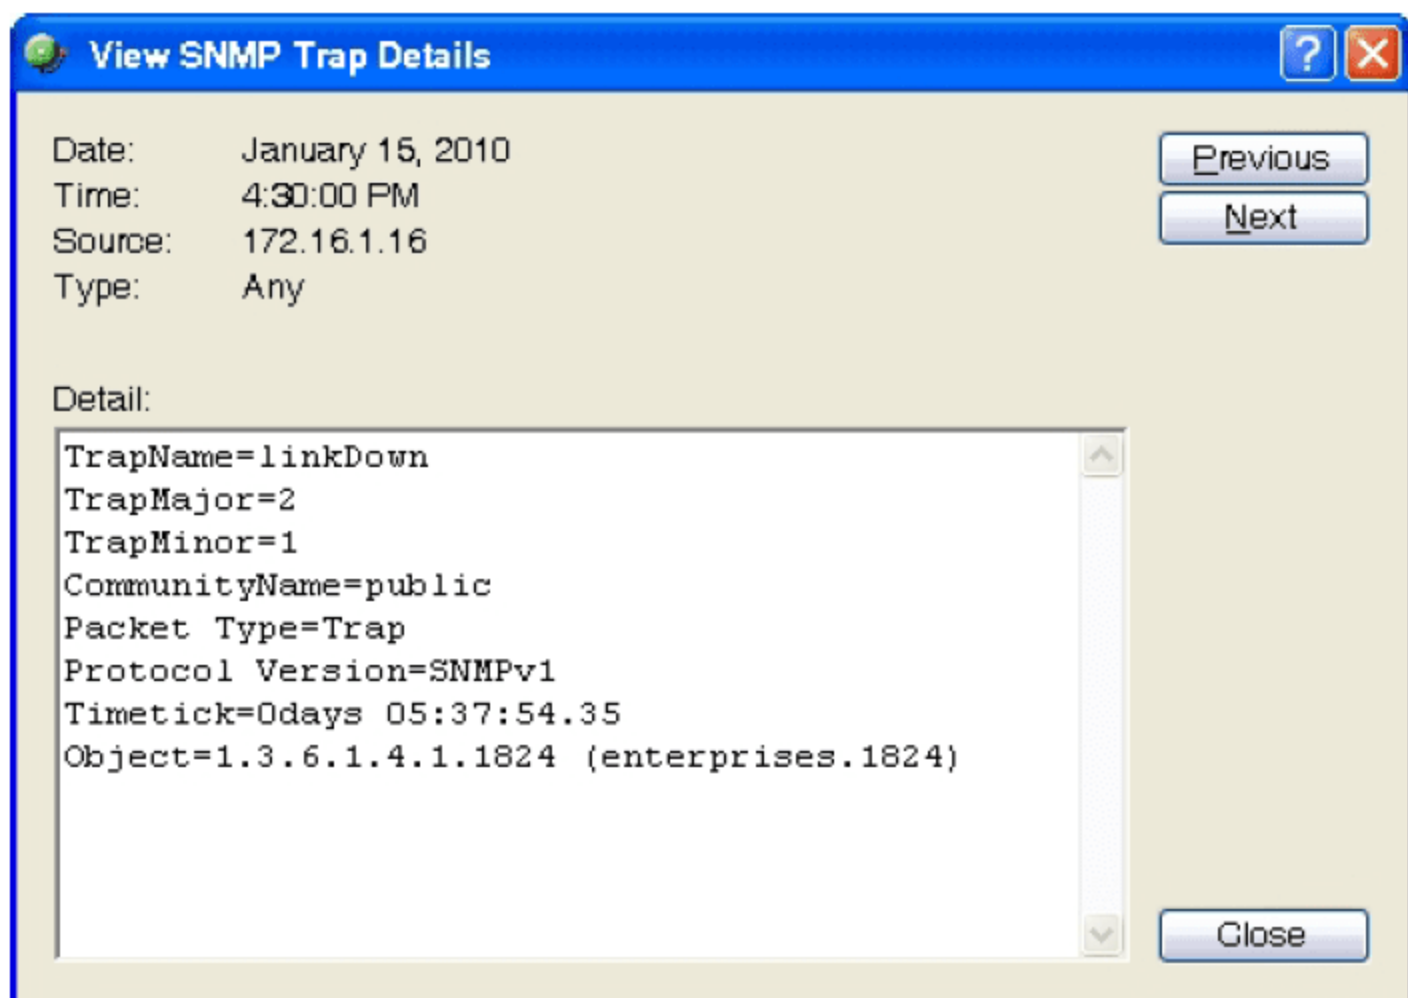 View SNMP Trap Details
Date: January 15, 2010
Time: 4:30:00 PM
Source: 172.16.1.16
Type: Any
Previous
Next
Detail:
TrapName=linkDown
TrapMajor=2
TrapMinor=1
CommunityName=public
Packet Type=Trap
Protocol Version=SNMPv1
Timetick=0days 05:37:54.35
Object=1.3.6.1.4.1.1824 (enterprises.1824)
Close